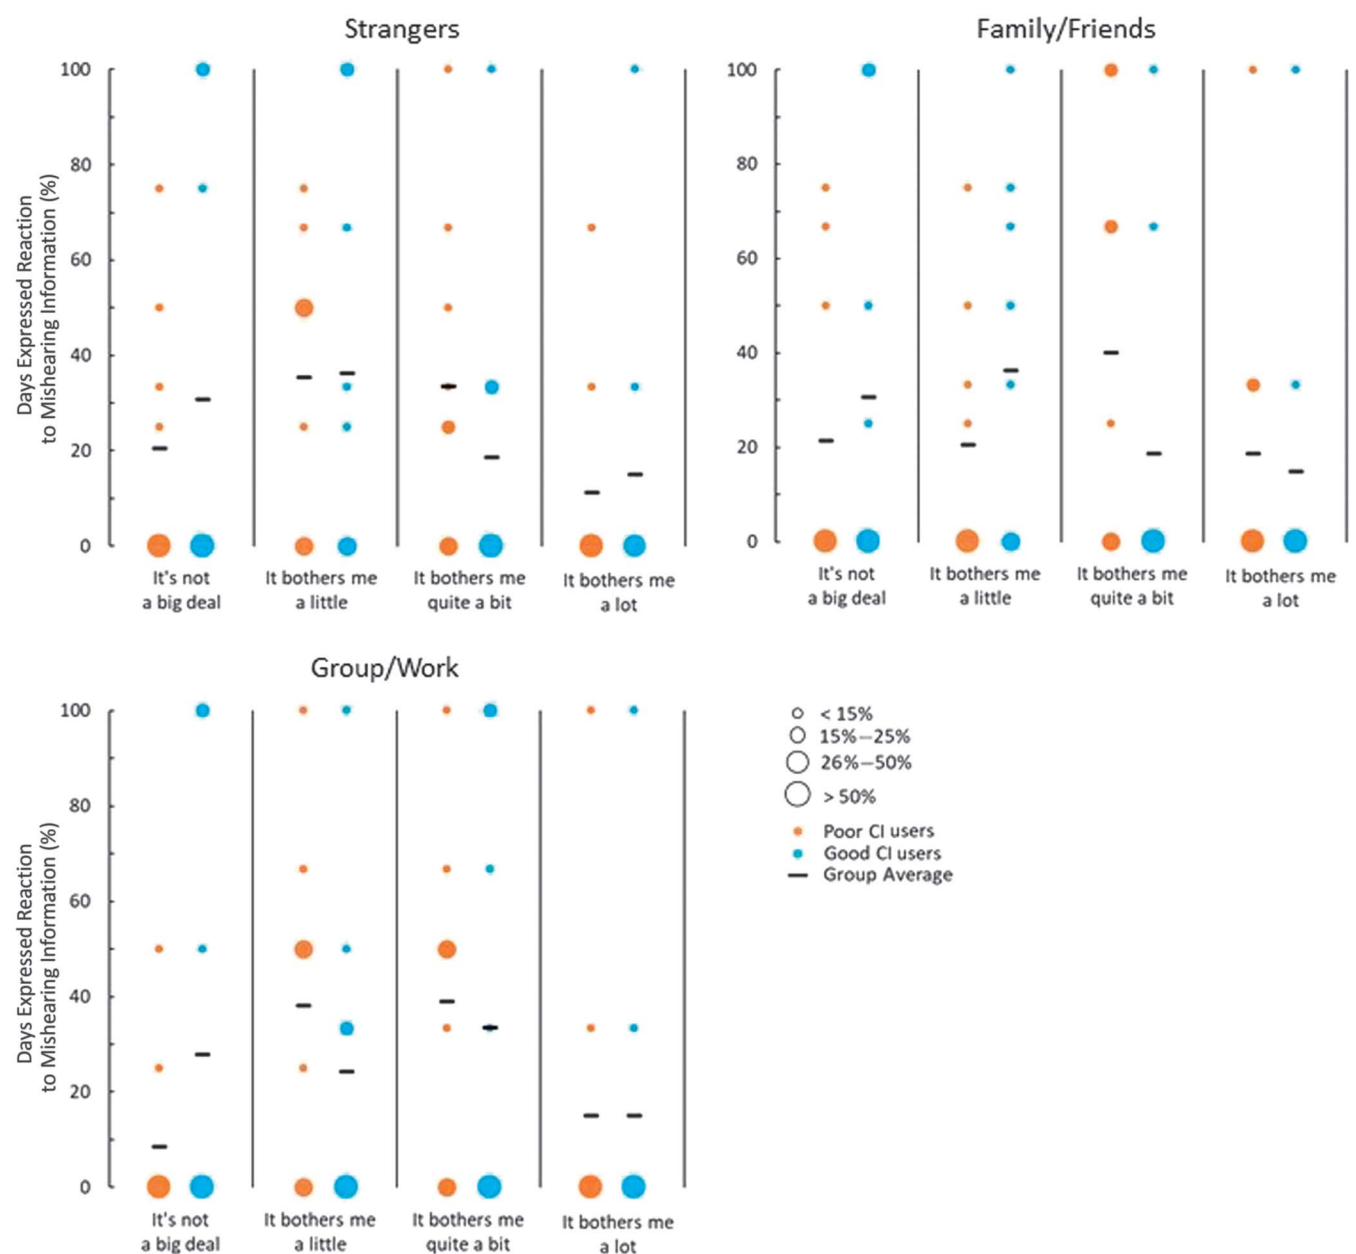 Strangers
Days Expressed Reaction
to Mishearing Information (%)
100
80
60
40
20
0
It's not
a big deal
It bothers me
a little
It bothers me
quite a bit
It bothers me
a lot
Family/Friends
100
80
60
40
20
0
It's not
a big deal
It bothers me
a little
It bothers me
quite a bit
It bothers me
a lot
Group/Work
Days Expressed Reaction
to Mishearing Information (%)
100
80
60
40
20
0
It's not
a big deal
It bothers me
a little
It bothers me
quite a bit
It bothers me
a lot
< 15%
15%–25%
26%–50%
> 50%
Poor CI users
Good CI users
Group Average